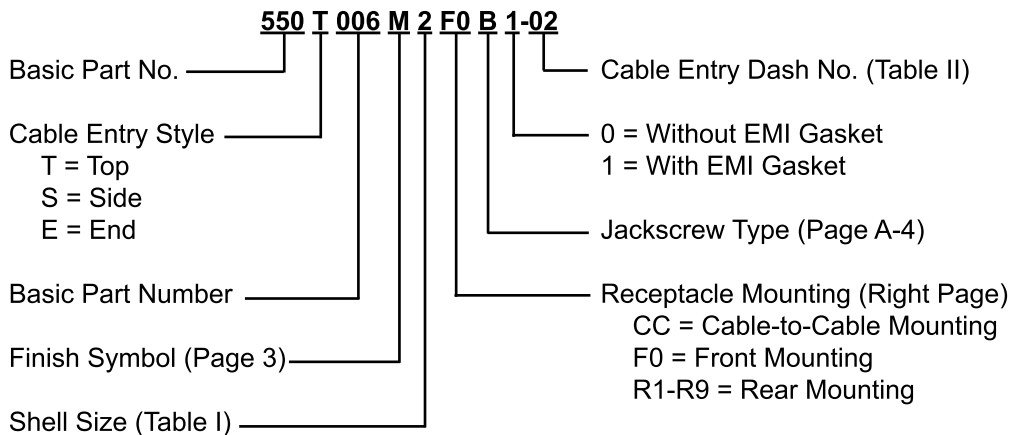 550 T 006 M 2 F0 B 1-02
Basic Part No.
Cable Entry Style
T = Top
S = Side
E = End
Basic Part Number
Finish Symbol (Page 3)
Shell Size (Table I)
Cable Entry Dash No. (Table II)
0 = Without EMI Gasket
1 = With EMI Gasket
Jackscrew Type (Page A-4)
Receptacle Mounting (Right Page)
CC = Cable-to-Cable Mounting
F0 = Front Mounting
R1-R9 = Rear Mounting